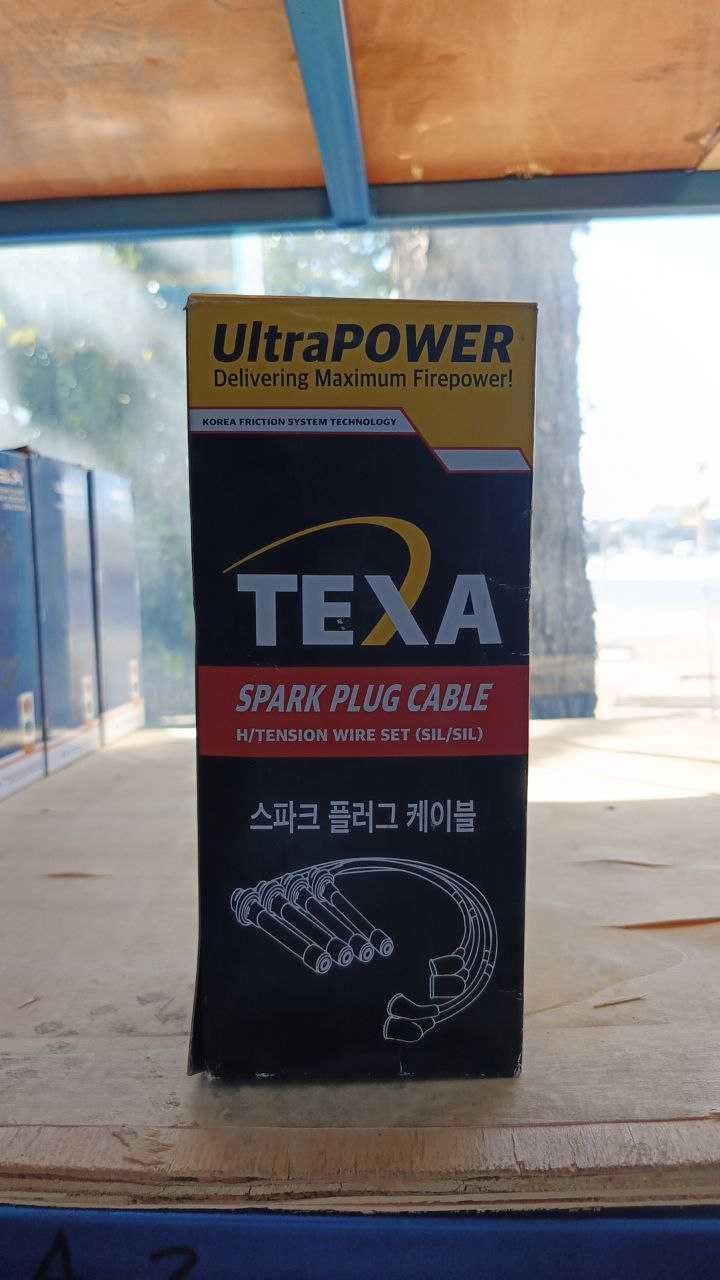 UltraPOWER
Delivering Maximum Firepower!
KOREA FRICTION SYSTEM TECHNOLOGY
TEXA
SPARK PLUG CABLE
H/TENSION WIRE SET (SIL/SIL)
스파크 플러그 케이블